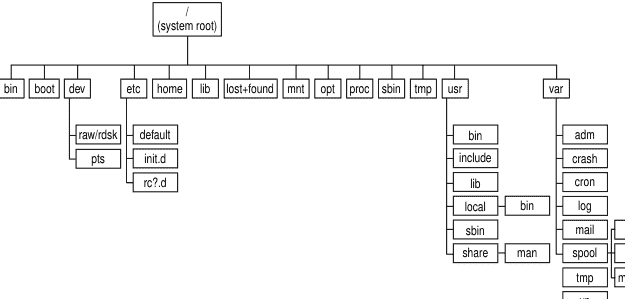 /
(system root)
bin boot dev etc home lib lost+found mnt opt proc sbin tmp usr var
raw/rdsk default bin adm
pts init.d include crash
rc?.d lib cron
local bin log
sbin mail
share man spool
tmp